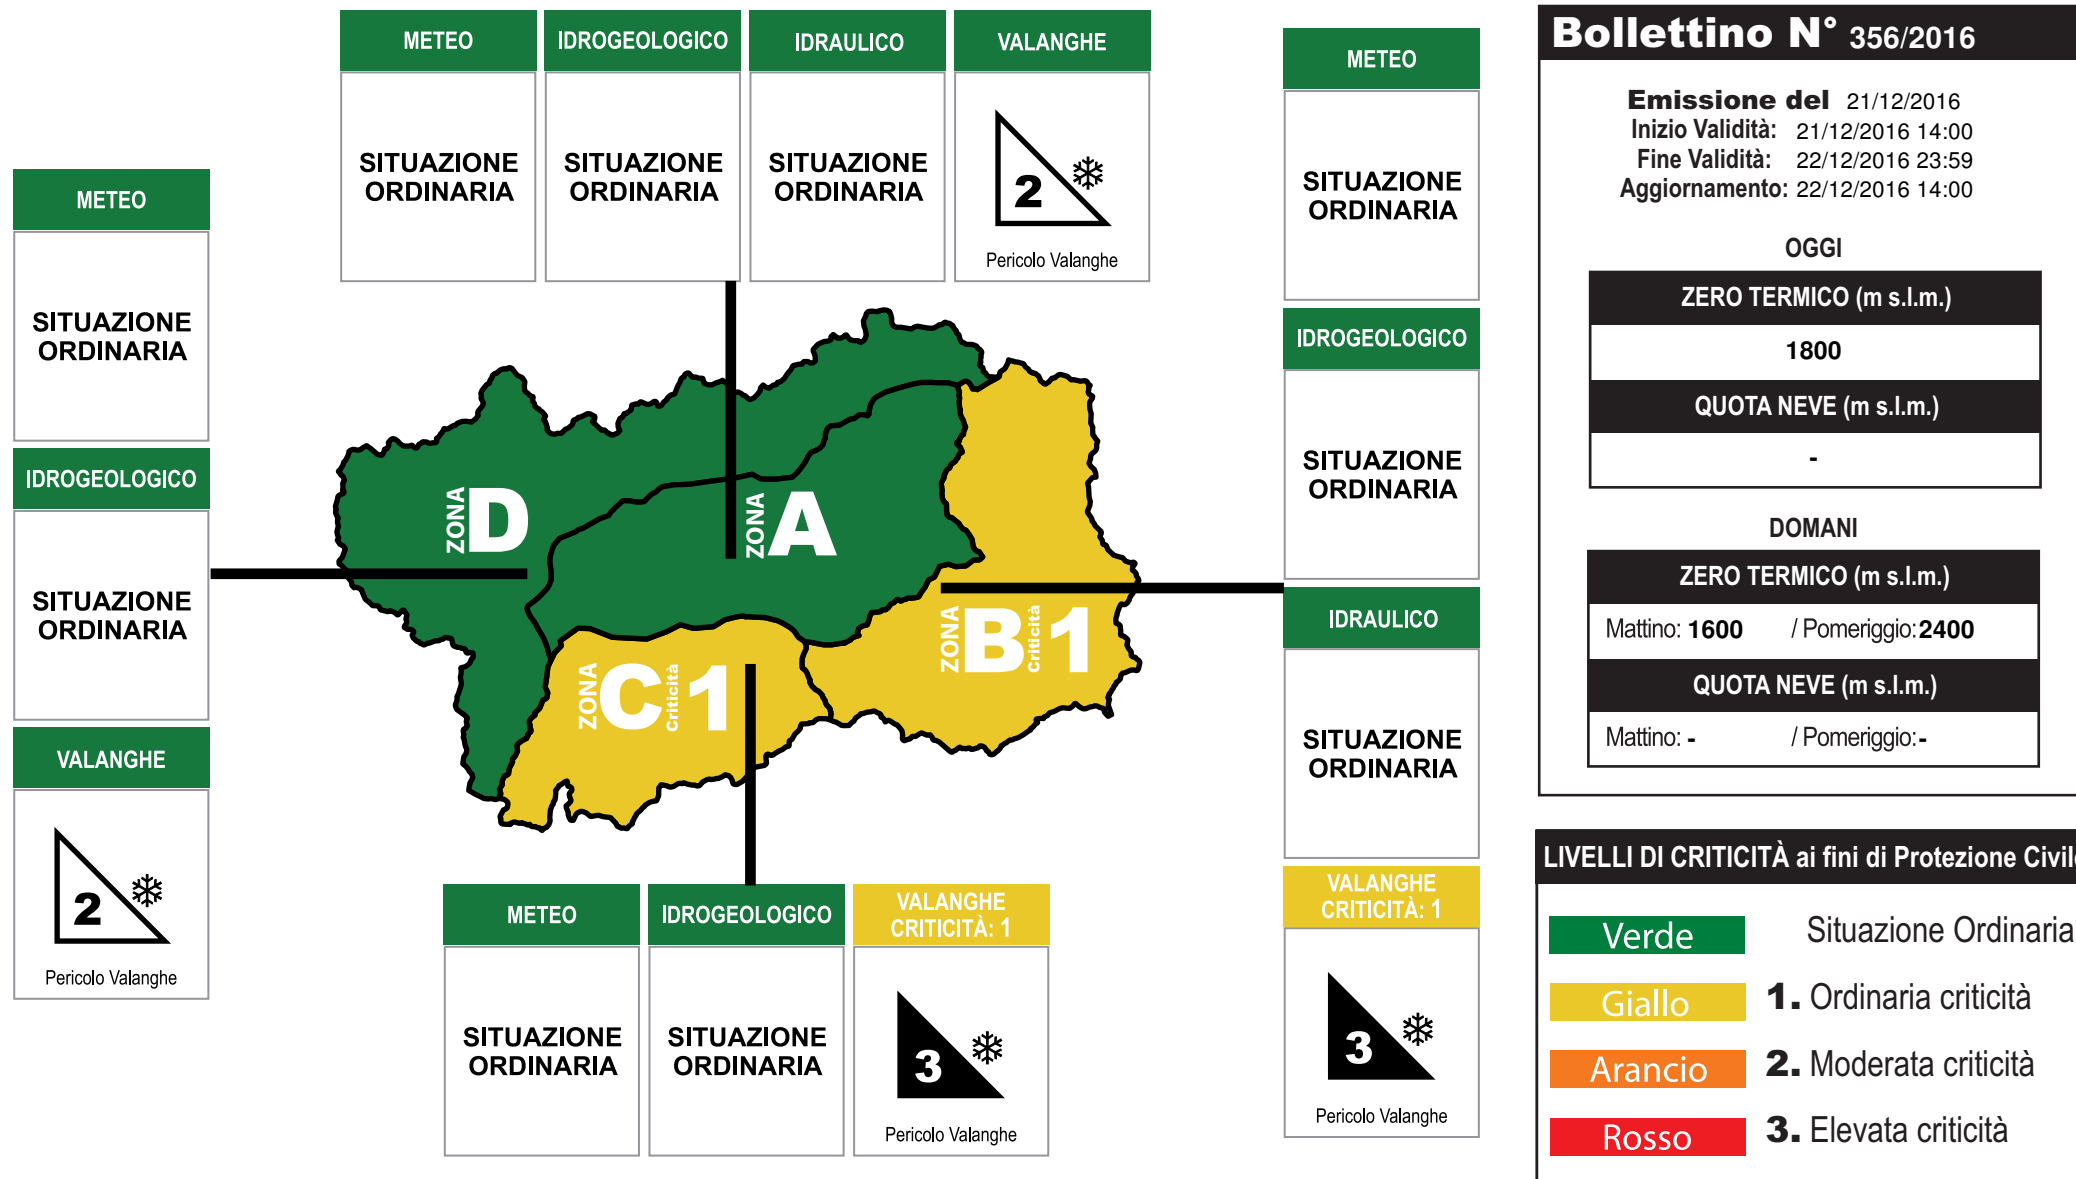 METEO
IDROGEOLOGICO
IDRAULICO
VALANGHE
SITUAZIONE
ORDINARIA
SITUAZIONE
ORDINARIA
SITUAZIONE
ORDINARIA
2
Pericolo Valanghe
METEO
SITUAZIONE
ORDINARIA
IDROGEOLOGICO
SITUAZIONE
ORDINARIA
VALANGHE
2
Pericolo Valanghe
ZONA D
ZONA A
ZONA B Criticità 1
ZONA C Criticità 1
METEO
IDROGEOLOGICO
VALANGHE
CRITICITÀ: 1
SITUAZIONE
ORDINARIA
SITUAZIONE
ORDINARIA
3
Pericolo Valanghe
METEO
SITUAZIONE
ORDINARIA
IDROGEOLOGICO
SITUAZIONE
ORDINARIA
IDRAULICO
SITUAZIONE
ORDINARIA
VALANGHE
CRITICITÀ: 1
3
Pericolo Valanghe
Bollettino N° 356/2016
Emissione del 21/12/2016
Inizio Validità: 21/12/2016 14:00
Fine Validità: 22/12/2016 23:59
Aggiornamento: 22/12/2016 14:00
OGGI
ZERO TERMICO (m s.l.m.)
1800
QUOTA NEVE (m s.l.m.)
-
DOMANI
ZERO TERMICO (m s.l.m.)
Mattino: 1600 / Pomeriggio: 2400
QUOTA NEVE (m s.l.m.)
Mattino: - / Pomeriggio: -
LIVELLI DI CRITICITÀ ai fini di Protezione Civile
Verde Situazione Ordinaria
Giallo 1. Ordinaria criticità
Arancio 2. Moderata criticità
Rosso 3. Elevata criticità